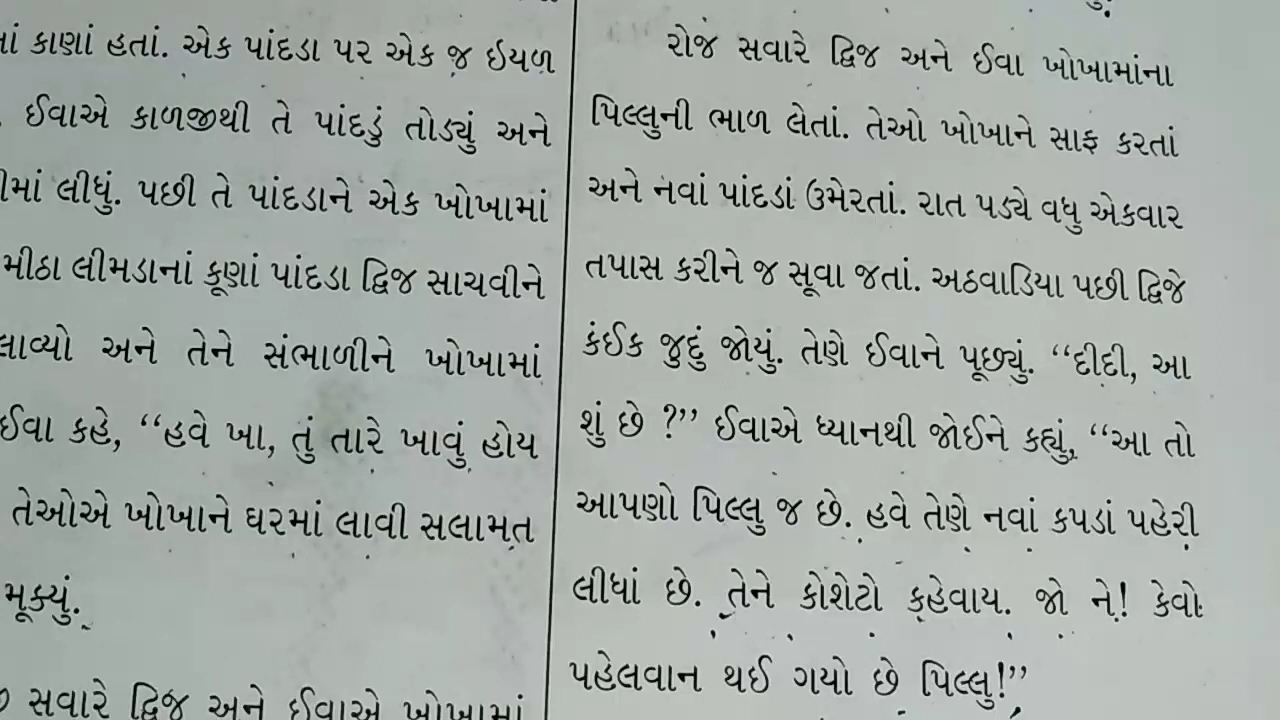 કાણાં હતાં. એક પાંદડા પર એક જ ઇયળ
ઈવાએ કાળજીથી તે પાંદડું તોડ્યું અને
લીધું. પછી તે પાંદડાને એક ખોખામાં
મીઠા લીમડાનાં કૂણાં પાંદડા દ્વિજ સાચવીને
લાવ્યો અને તેને સંભાળીને ખોખામાં
ઈવા કહે, “હવે ખા, તું તારે ખાવું હોય
તેઓએ ખોખાને ઘરમાં લાવી સલામત
મૂક્યું.
સવારે દ્વિજ અને ઈવાએ ખોખામાં
રોજ સવારે દ્વિજ અને ઈવા ખોખામાંના
પિલ્લુની ભાળ લેતાં. તેઓ ખોખાને સાફ કરતાં
અને નવાં પાંદડાં ઉમેરતાં. રાત પડ્યે વધુ એકવાર
તપાસ કરીને જ સૂવા જતાં. અઠવાડિયા પછી દ્વિજે
કંઈક જુદું જોયું. તેણે ઈવાને પૂછ્યું. “દીદી, આ
શું છે ?” ઈવાએ ધ્યાનથી જોઈને કહ્યું, “આ તો
આપણો પિલ્લુ જ છે. હવે તેણે નવાં કપડાં પહેરી
લીધાં છે. તેને કોશેટો કહેવાય. જો ને! કેવો
પહેલવાન થઈ ગયો છે પિલ્લુ!”